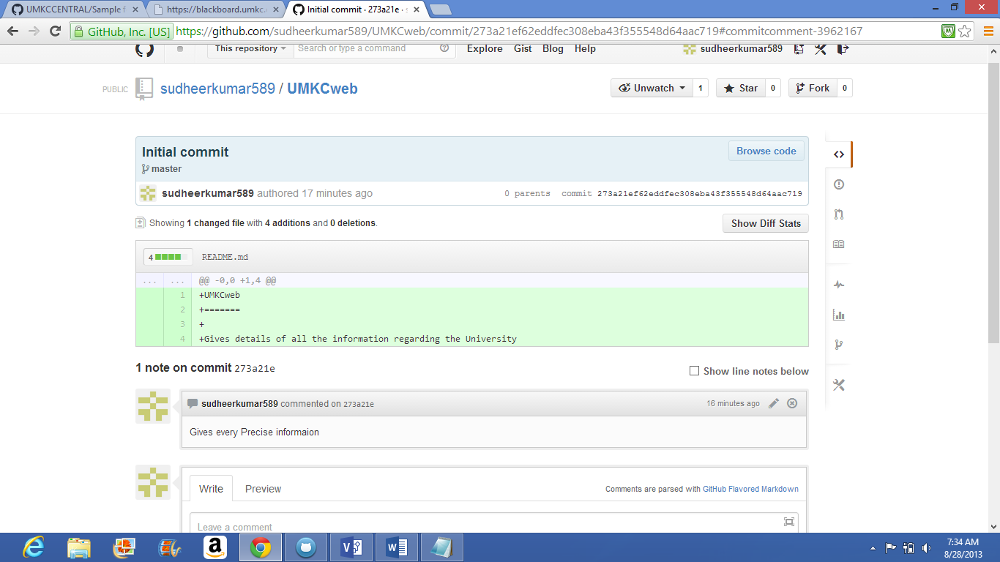 UMKCCENTRAL/Sample f
https://blackboard.umkc.
Initial commit · 273a21e · s
GitHub, Inc. [US] https://github.com/sudheerkumar589/UMKCweb/commit/273a21ef62eddfec308eba43f355548d64aac719#commitcomment-3962167
This repository Search or type a command Explore Gist Blog Help sudheerkumar589
PUBLIC sudheerkumar589 / UMKCweb Unwatch 1 Star 0 Fork 0
Initial commit Browse code
master
sudheerkumar589 authored 17 minutes ago 0 parents commit 273a21ef62eddfec308eba43f355548d64aac719
Showing 1 changed file with 4 additions and 0 deletions. Show Diff Stats
4 README.md
... ... @@ -0,0 +1,4 @@
1 +UMKCweb
2 +=======
3 +
4 +Gives details of all the information regarding the University
1 note on commit 273a21e Show line notes below
sudheerkumar589 commented on 273a21e 16 minutes ago
Gives every Precise informaion
Write Preview Comments are parsed with GitHub Flavored Markdown
Leave a comment
7:34 AM
8/28/2013